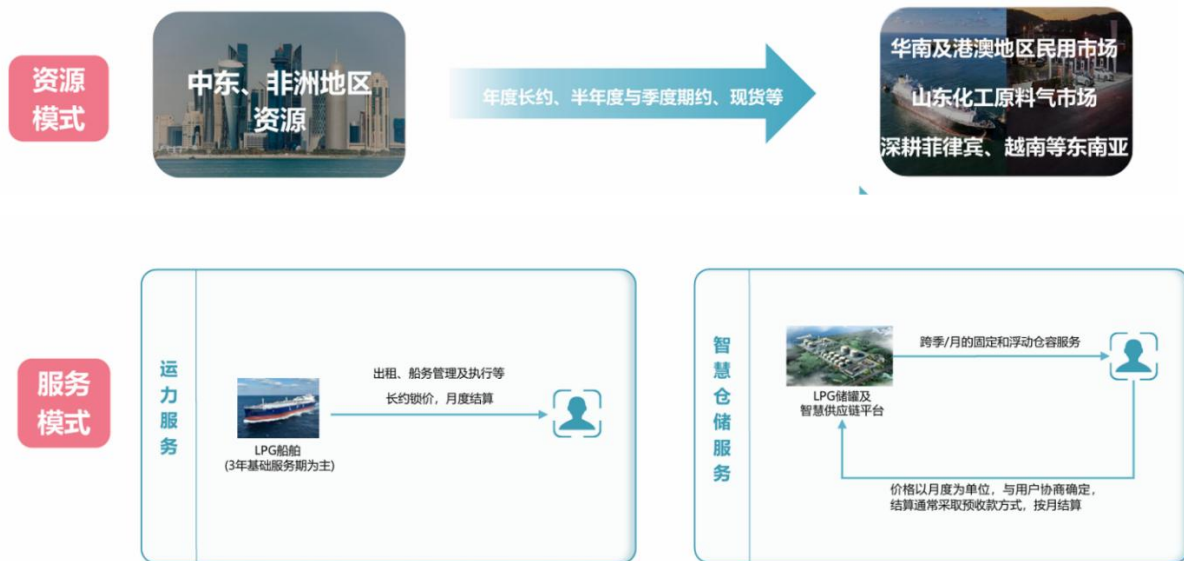 资源
模式
中东、非洲地区
资源
年度长约、半年度与季度期约、现货等
华南及港澳地区民用市场
山东化工原料气市场
深耕菲律宾、越南等东南亚
服务
模式
运力服务
LPG船舶
(3年基础服务期为主)
出租、船务管理及执行等
长约锁价，月度结算
智慧仓储服务
LPG储罐及
智慧供应链平台
跨季/月的固定和浮动仓容服务
价格以月度为单位，与用户协商确定，
结算通常采取预收款方式，按月结算